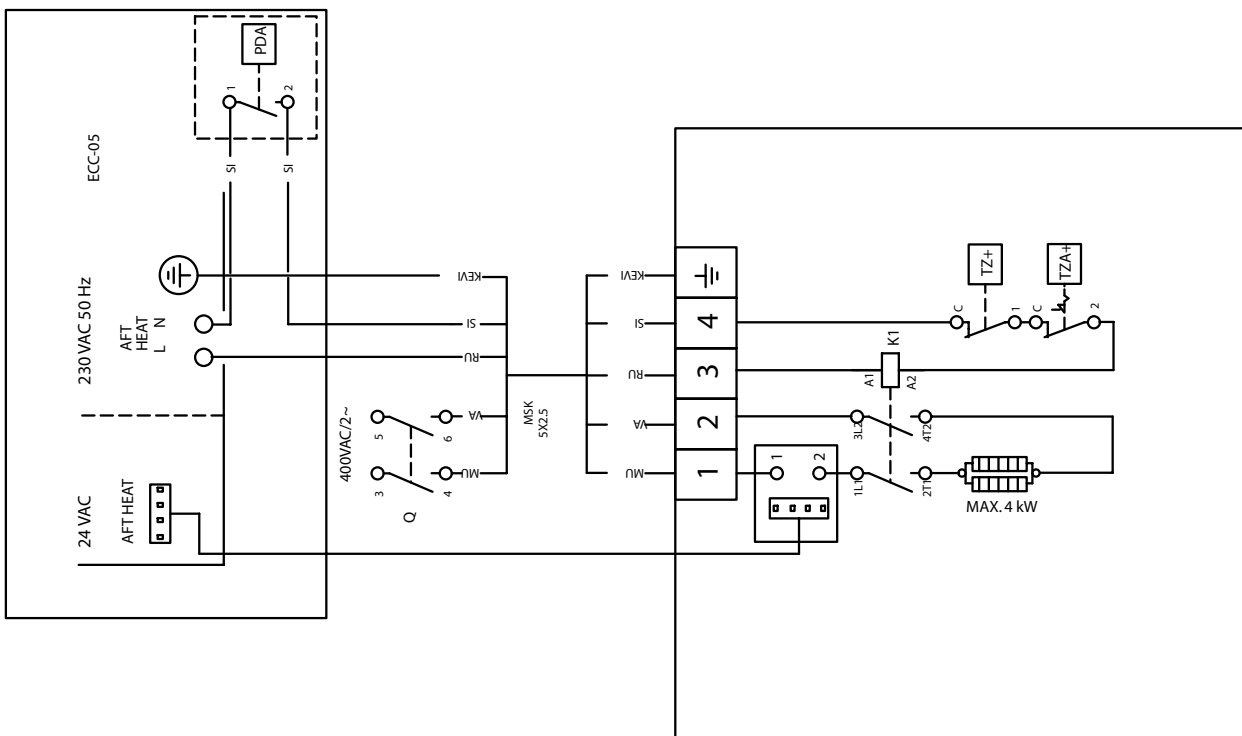 ECC-05
PDA
1
2
SI
SI
230 VAC 50 Hz
AFT
HEAT
L N
24 VAC
AFT HEAT
400VAC/2~
5
6
3
4
Q
KEVI
SI
RU
VA
MU
MSK
5X2.5
KEVI
SI
RU
VA
MU
4
3
2
1
1
2
TZ+
TZA+
C
1
C
2
K1
A1
A2
3L2
4T2
1L1
2T1
MAX. 4 kW